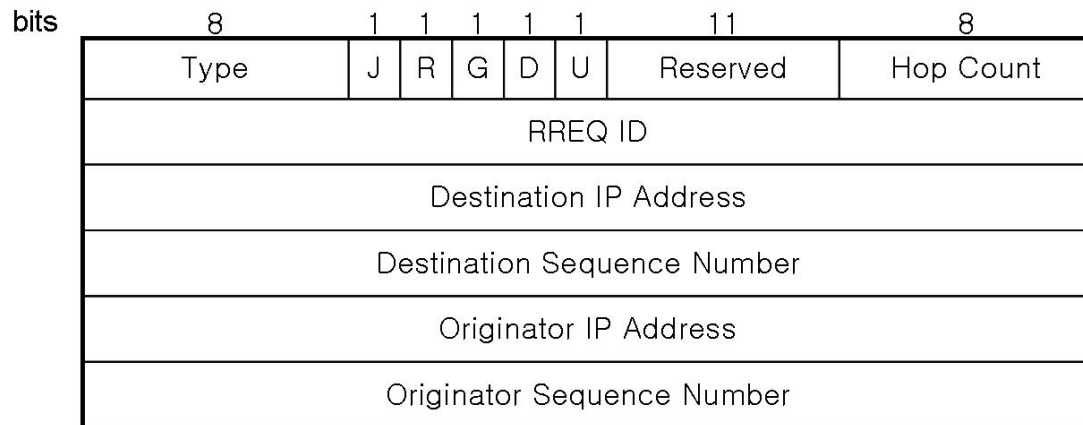 bits 8 1 1 1 1 1 11 8
Type J R G D U Reserved Hop Count
RREQ ID
Destination IP Address
Destination Sequence Number
Originator IP Address
Originator Sequence Number